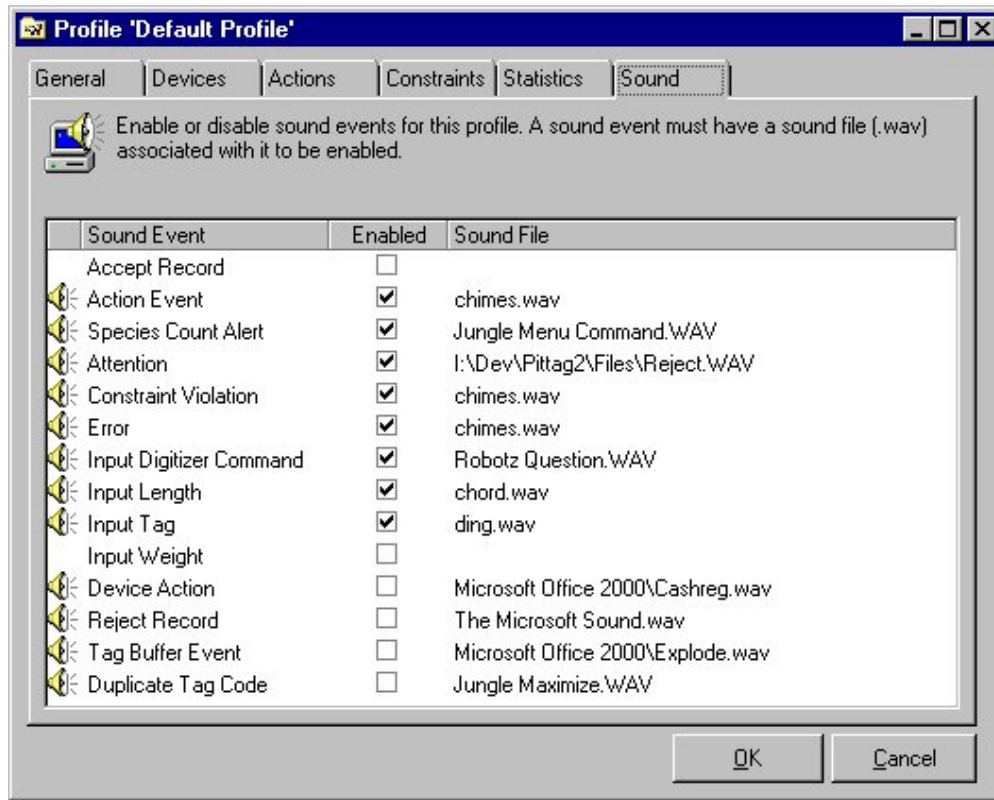 Profile 'Default Profile'
General Devices Actions Constraints Statistics Sound
Enable or disable sound events for this profile. A sound event must have a sound file (.wav)
associated with it to be enabled.
Sound Event Enabled Sound File
Accept Record
Action Event chimes.wav
Species Count Alert Jungle Menu Command.WAV
Attention I:\Dev\Pittag2\Files\Reject.WAV
Constraint Violation chimes.wav
Error chimes.wav
Input Digitizer Command Robotz Question.WAV
Input Length chord.wav
Input Tag ding.wav
Input Weight
Device Action Microsoft Office 2000\Cashreg.wav
Reject Record The Microsoft Sound.wav
Tag Buffer Event Microsoft Office 2000\Explode.wav
Duplicate Tag Code Jungle Maximize.WAV
OK Cancel